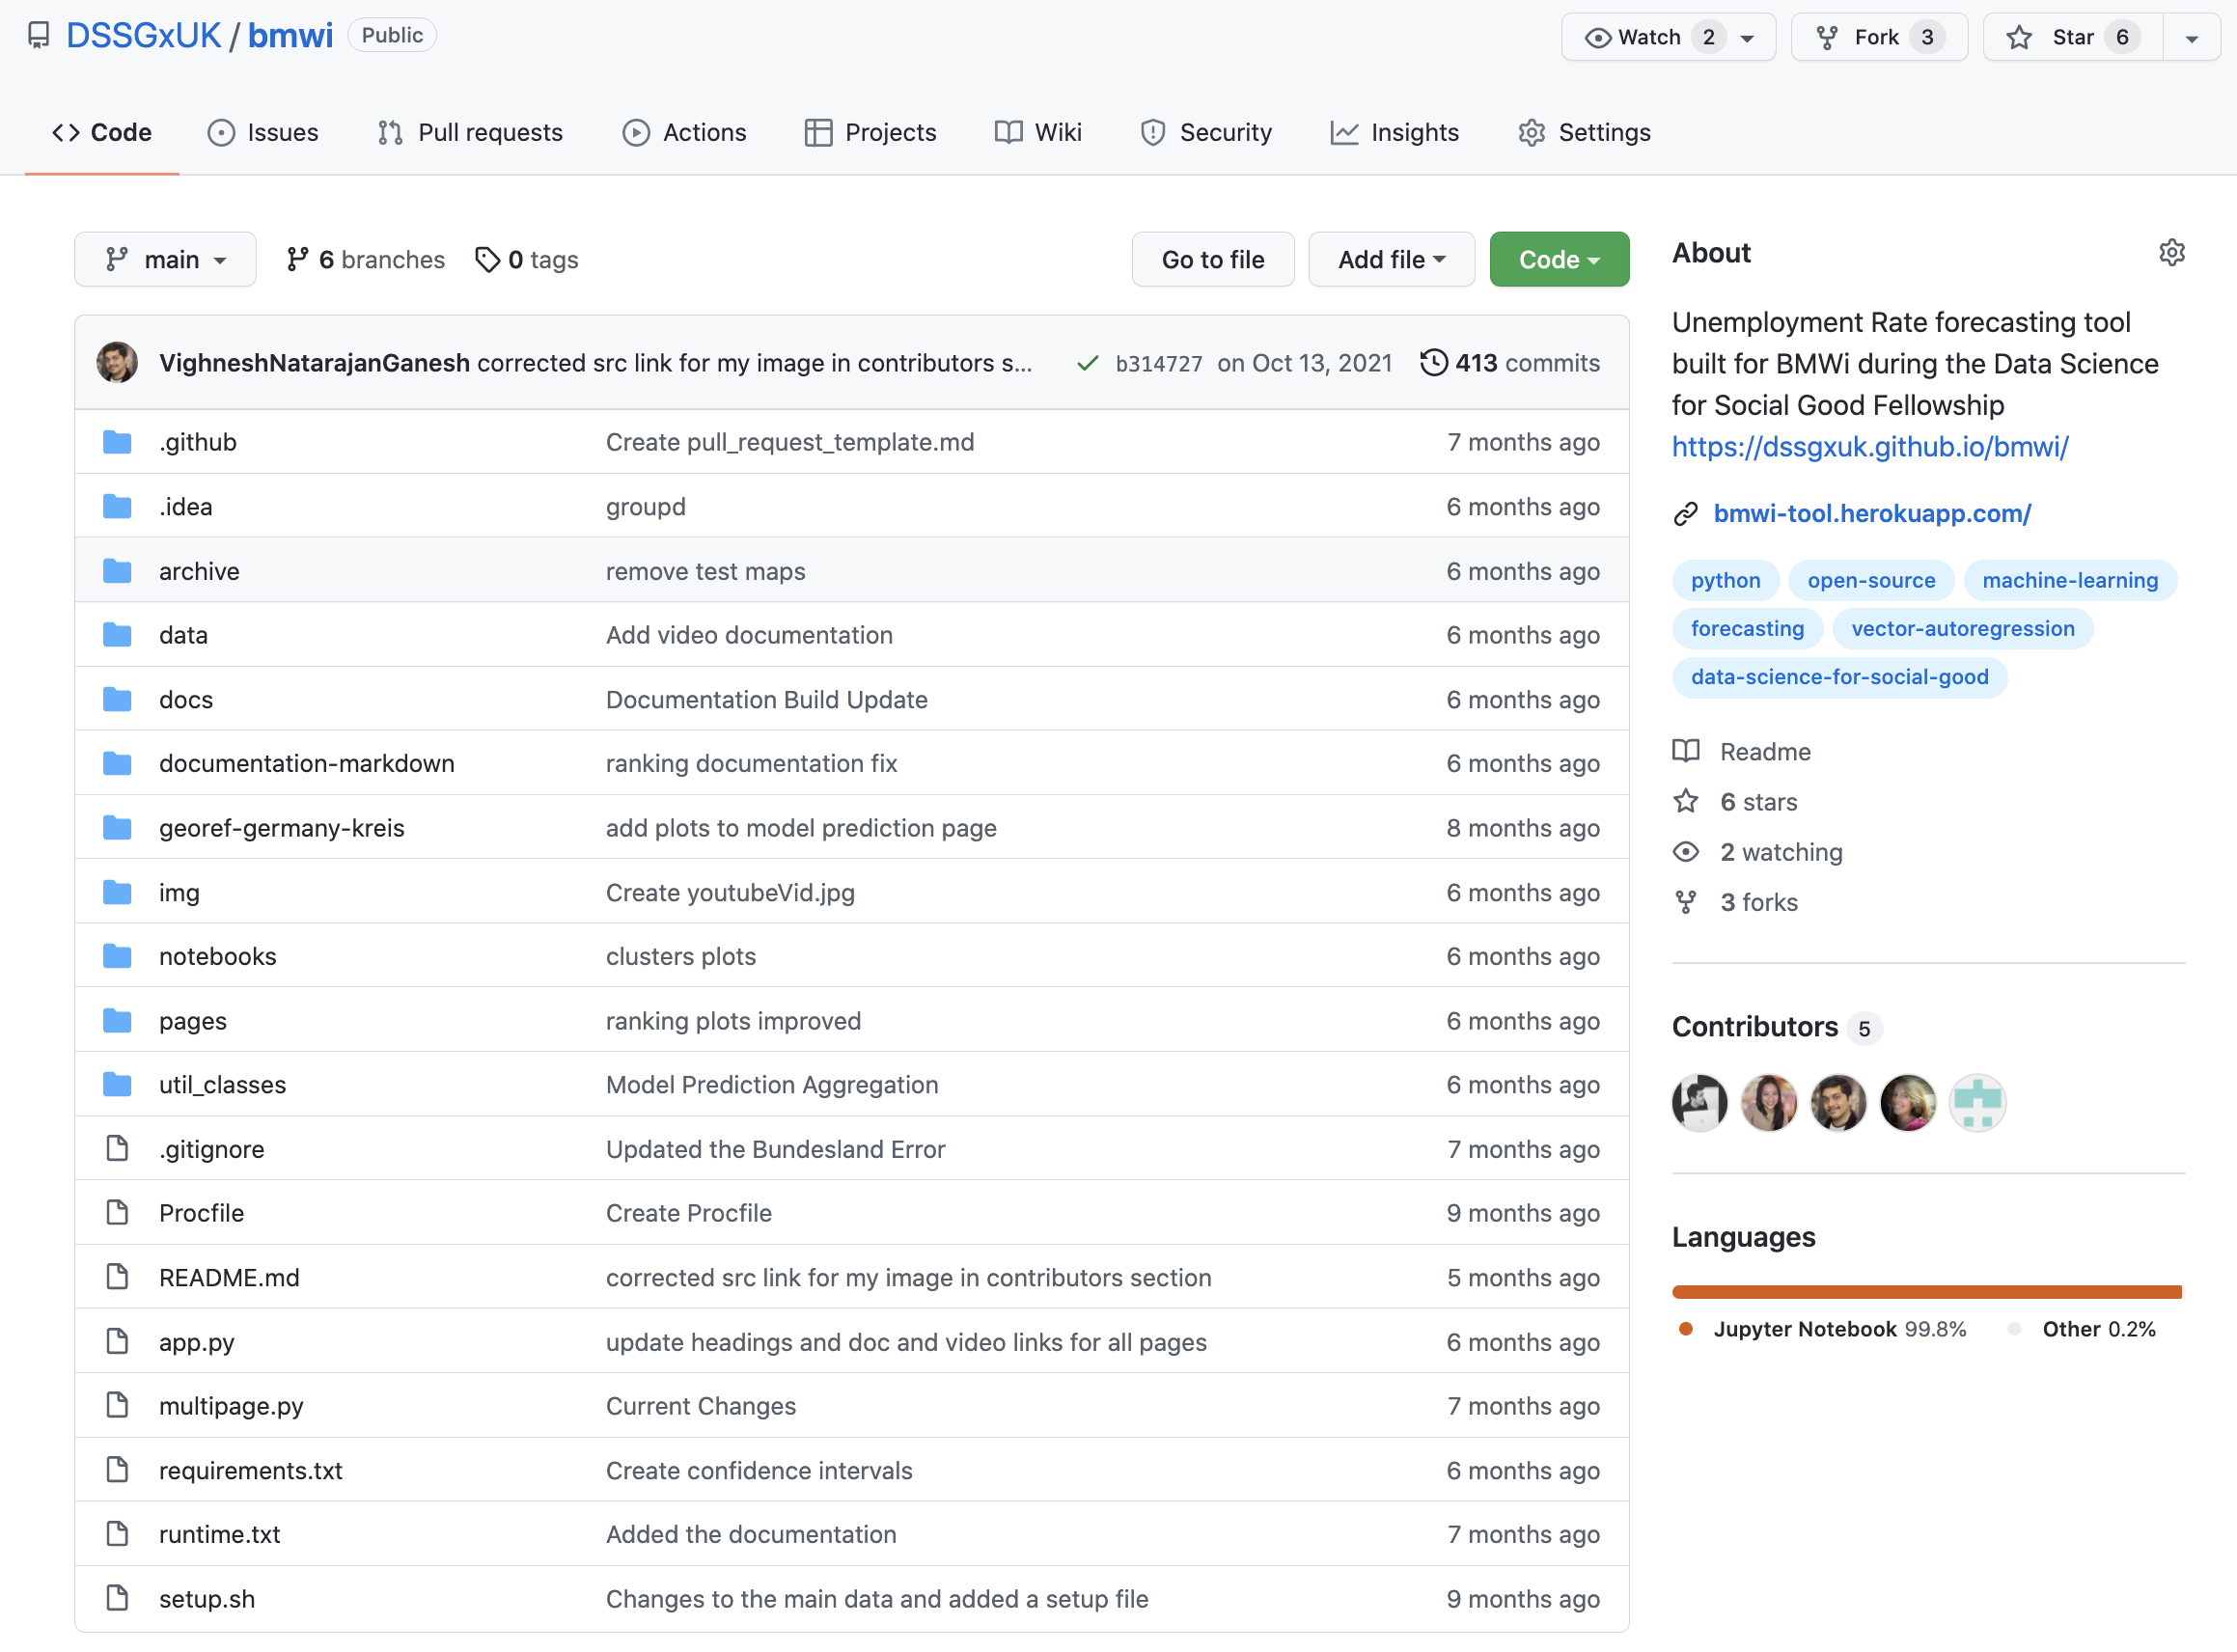 DSSGxUK / bmwi Public
Watch 2 Fork 3 Star 6
Code Issues Pull requests Actions Projects Wiki Security Insights Settings
main 6 branches 0 tags Go to file Add file Code
VighneshNatarajanGanesh corrected src link for my image in contributors s... b314727 on Oct 13, 2021 413 commits
.github Create pull_request_template.md 7 months ago
.idea groupd 6 months ago
archive remove test maps 6 months ago
data Add video documentation 6 months ago
docs Documentation Build Update 6 months ago
documentation-markdown ranking documentation fix 6 months ago
georef-germany-kreis add plots to model prediction page 8 months ago
img Create youtubeVid.jpg 6 months ago
notebooks clusters plots 6 months ago
pages ranking plots improved 6 months ago
util_classes Model Prediction Aggregation 6 months ago
.gitignore Updated the Bundesland Error 7 months ago
Procfile Create Procfile 9 months ago
README.md corrected src link for my image in contributors section 5 months ago
app.py update headings and doc and video links for all pages 6 months ago
multipage.py Current Changes 7 months ago
requirements.txt Create confidence intervals 6 months ago
runtime.txt Added the documentation 7 months ago
setup.sh Changes to the main data and added a setup file 9 months ago
About
Unemployment Rate forecasting tool
built for BMWi during the Data Science
for Social Good Fellowship
https://dssgxuk.github.io/bmwi/
bmwi-tool.herokuapp.com/
python open-source machine-learning
forecasting vector-autoregression
data-science-for-social-good
Readme
6 stars
2 watching
3 forks
Contributors 5
Languages
Jupyter Notebook 99.8% Other 0.2%